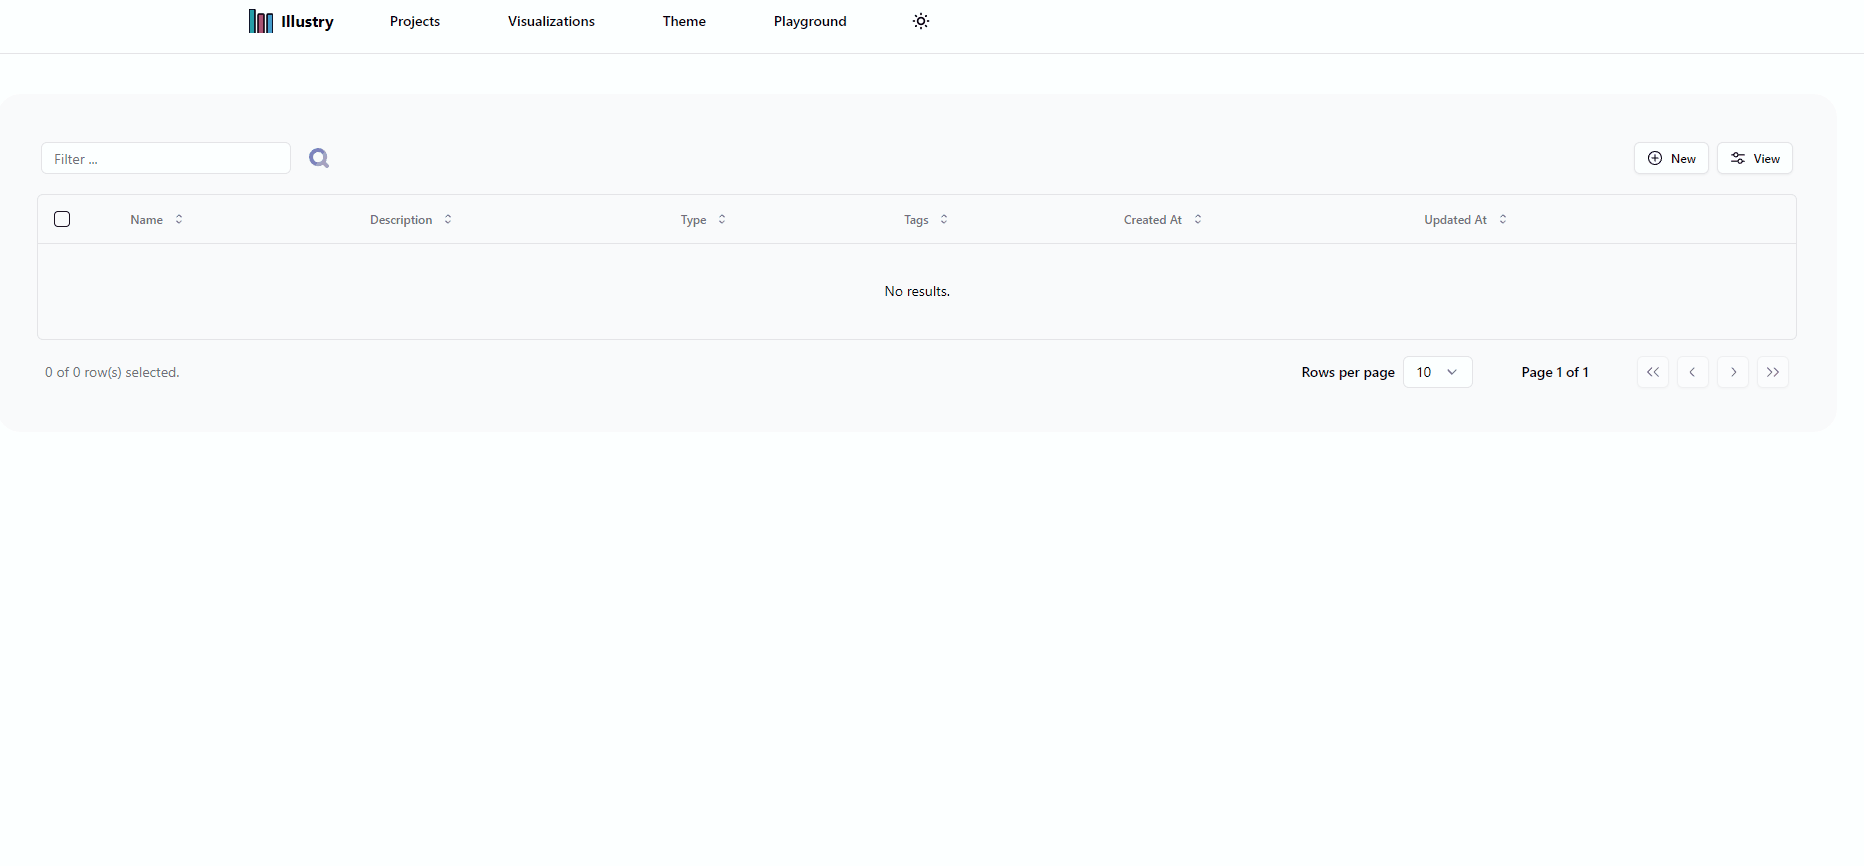 Illustry Projects Visualizations Theme Playground
Filter ... New View
Name Description Type Tags Created At Updated At
No results.
0 of 0 row(s) selected. Rows per page 10 Page 1 of 1